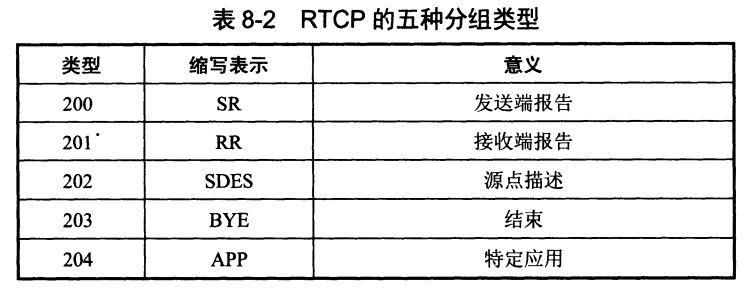 表 8-2 RTCP 的五种分组类型
类型 缩写表示 意义
200 SR 发送端报告
201 RR 接收端报告
202 SDES 源点描述
203 BYE 结束
204 APP 特定应用